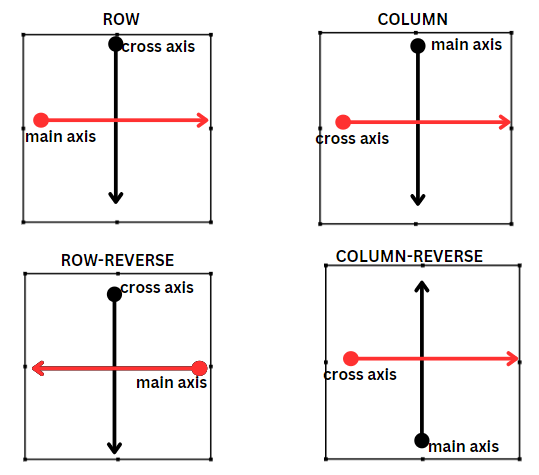 ROW
cross axis
main axis
COLUMN
main axis
cross axis
ROW-REVERSE
cross axis
main axis
COLUMN-REVERSE
cross axis
main axis